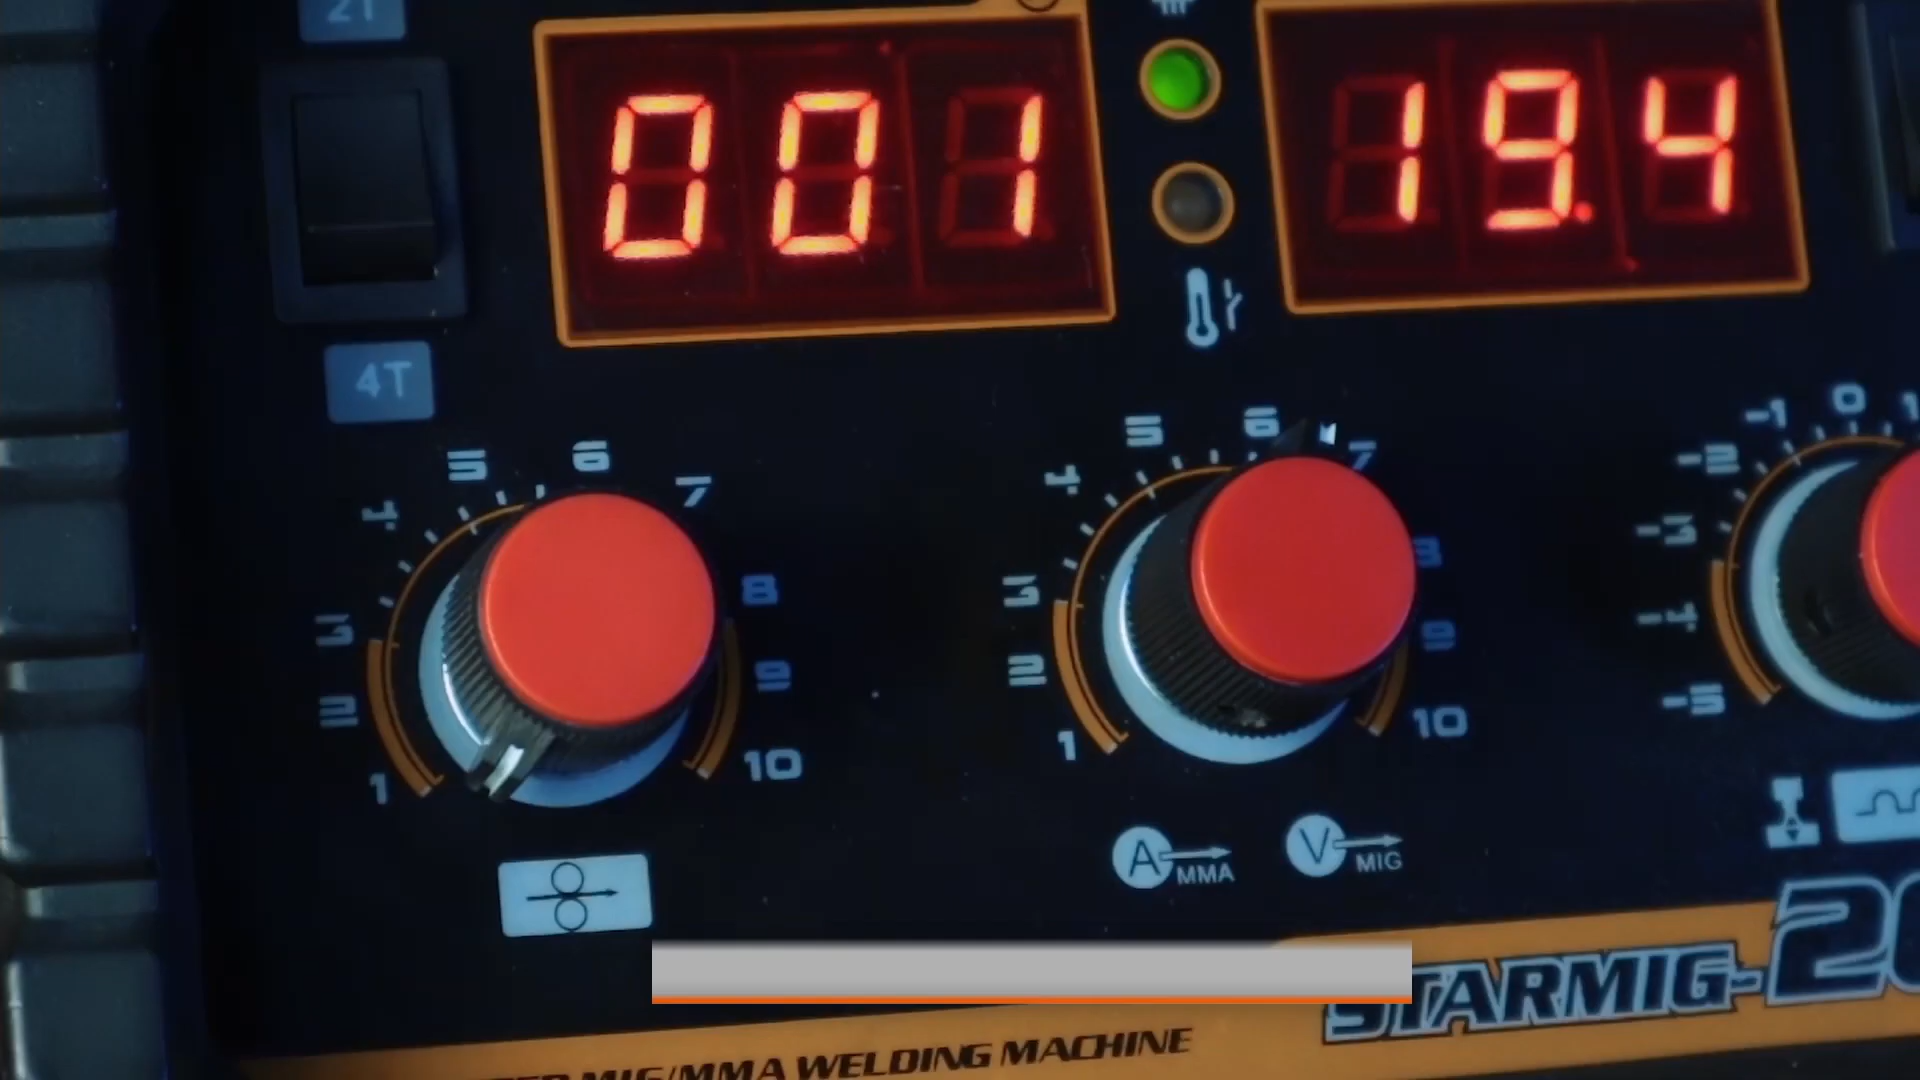 2T
001
19.4
4T
1 2 3 4 5 6 7 8 9 10
1 2 3 4 5 6 7 8 9 10
-5 -4 -3 -2 -1 0 1
A MMA
V MIG
STARMIG-20
MIG/MMA WELDING MACHINE